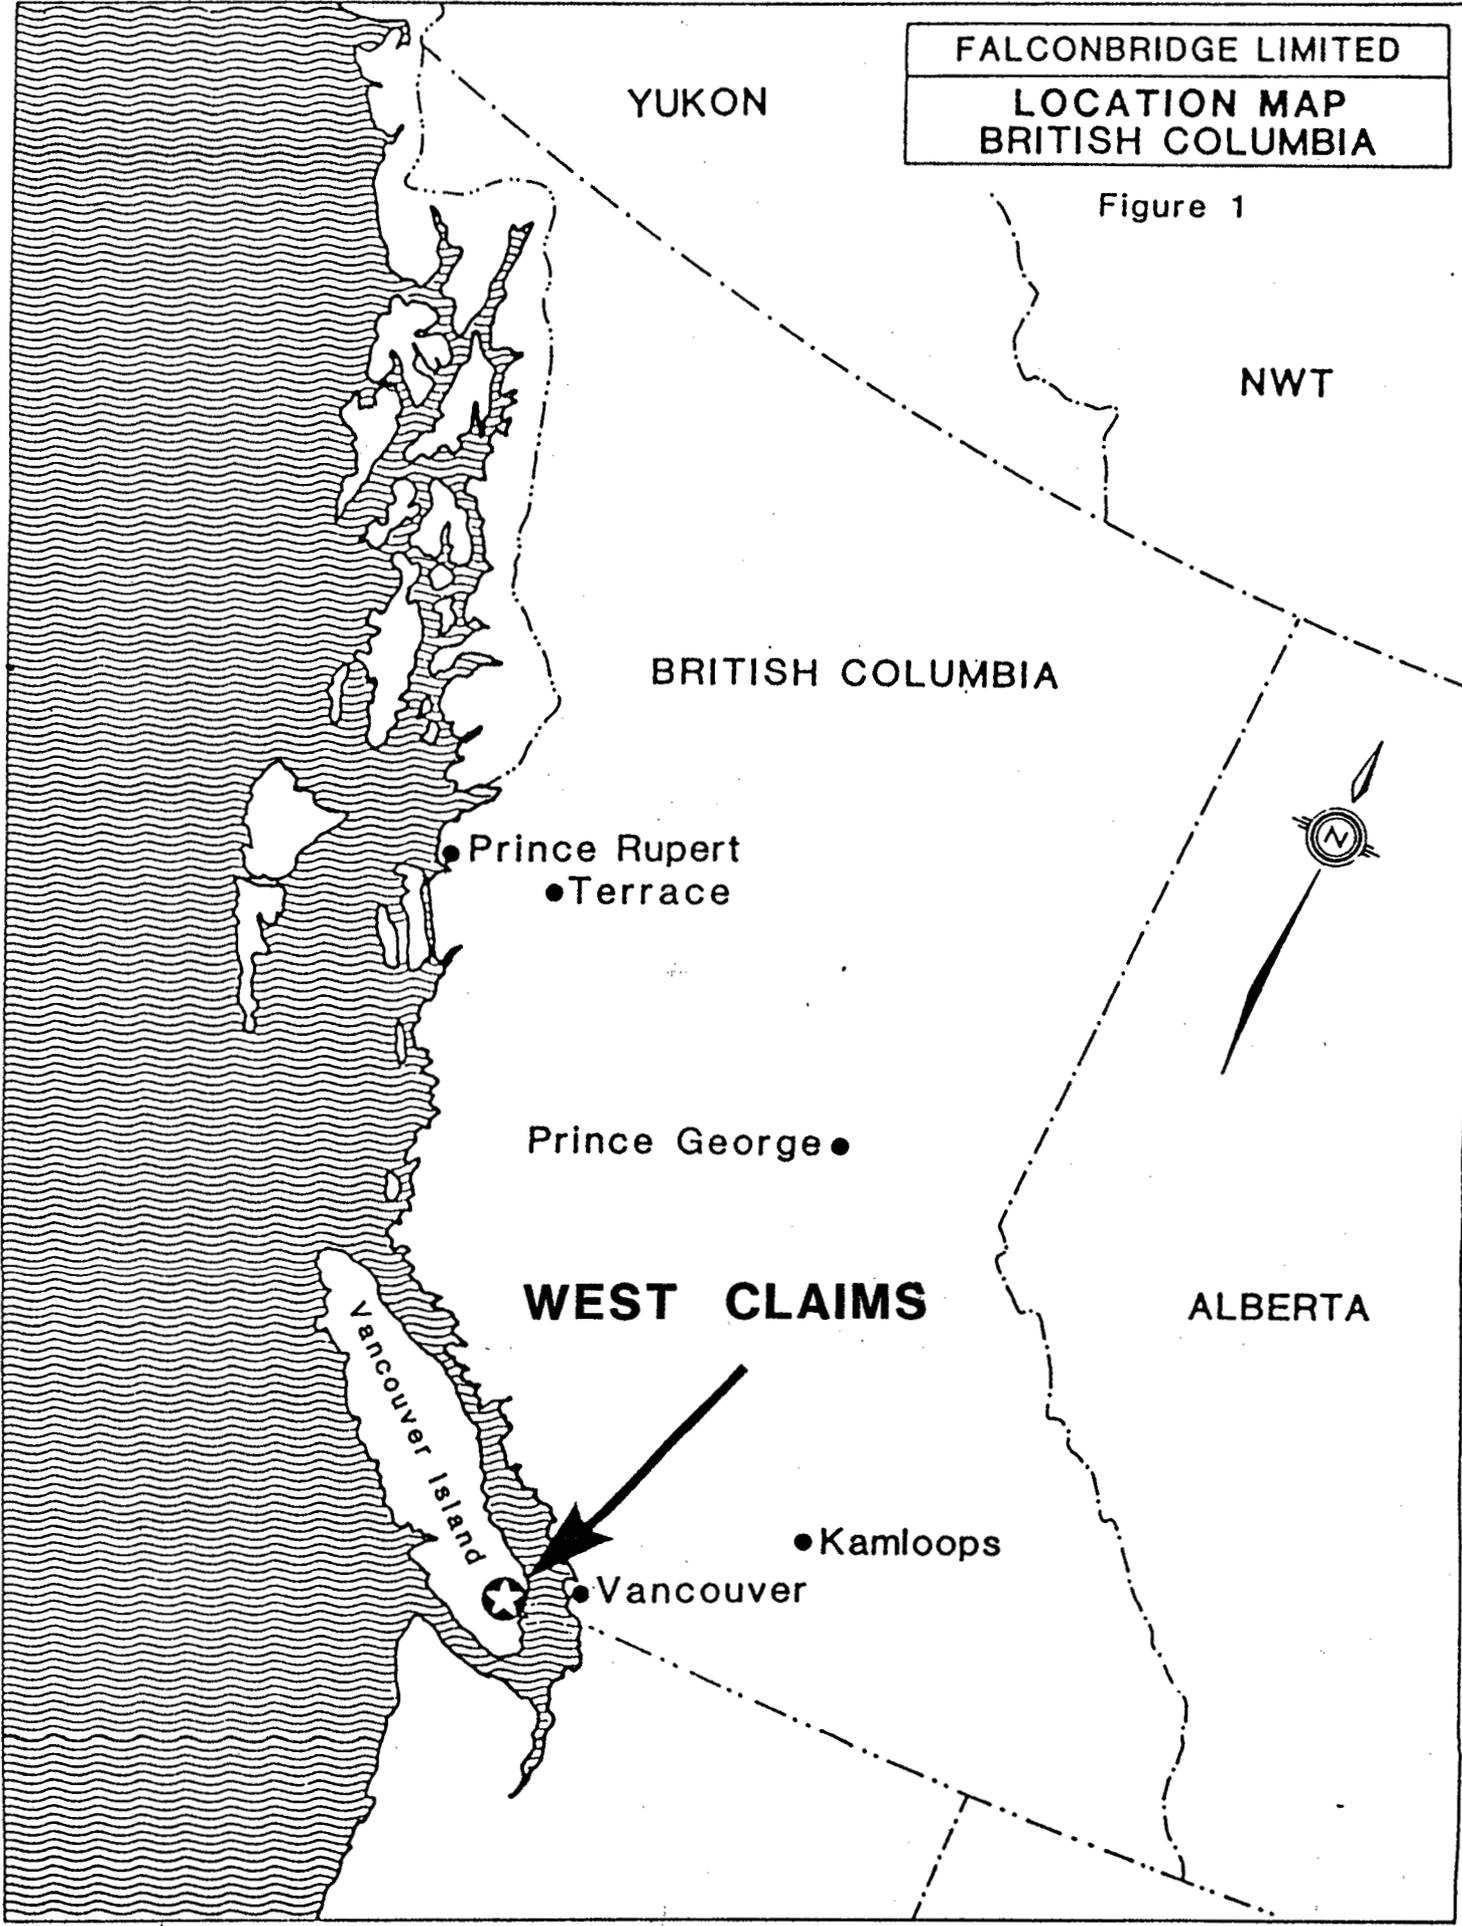 FALCONBRIDGE LIMITED
LOCATION MAP
BRITISH COLUMBIA
Figure 1
YUKON
NWT
BRITISH COLUMBIA
Prince Rupert
Terrace
N
Prince George
WEST CLAIMS
ALBERTA
Vancouver Island
Kamloops
Vancouver